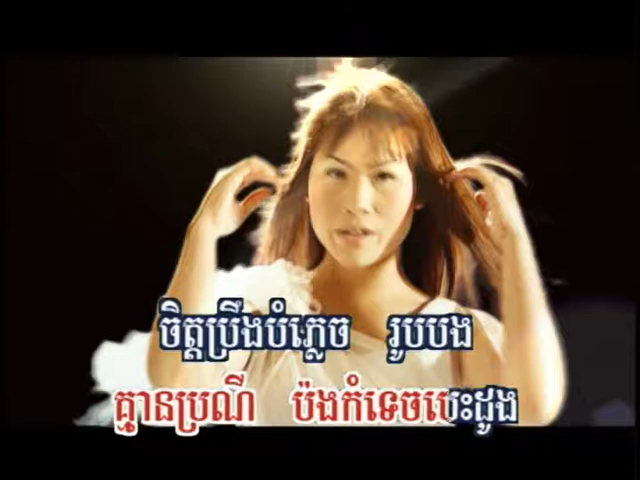 ចិត្តប្រឹងបំភ្លេច រូបបង
គ្មានប្រណី ប៉ងកំទេចបេះដូង